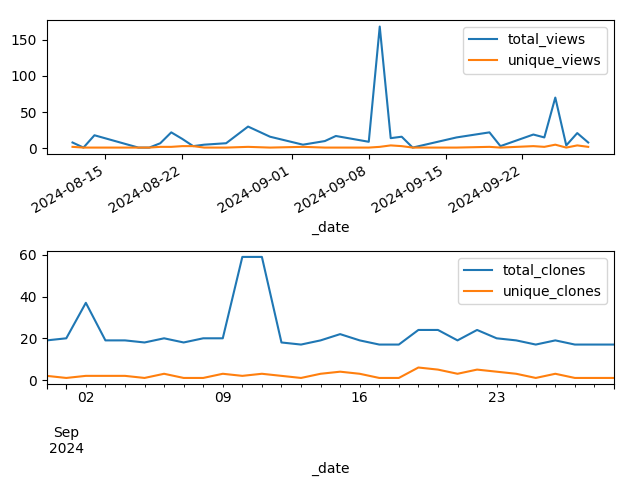 150
100
50
0
total_views
unique_views
2024-08-15
2024-08-22
2024-09-01
2024-09-08
2024-09-15
2024-09-22
_date
60
40
20
0
total_clones
unique_clones
02
09
16
23
Sep
2024
_date